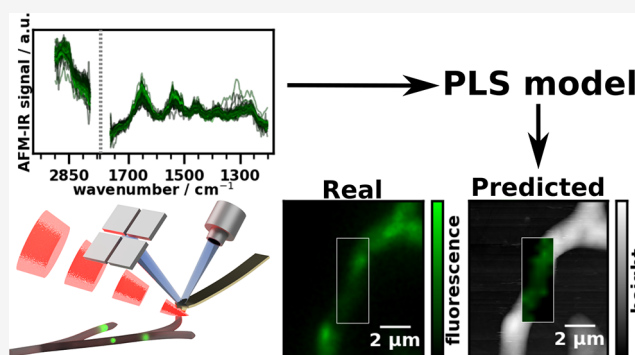 AFM-IR signal / a.u.
2850 1700 1500 1300
wavenumber / cm⁻¹
PLS model
Real
Predicted
fluorescence
2 μm
2 μm